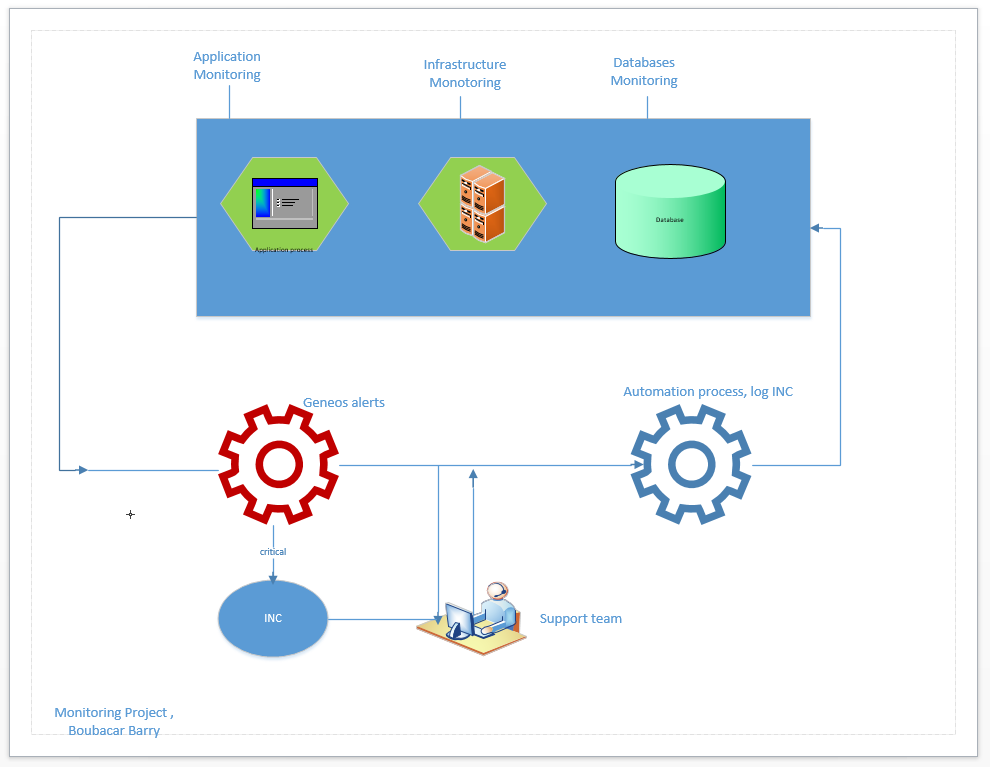 Application
Monitoring
Infrastructure
Monotoring
Databases
Monitoring
Application process
Database
Geneos alerts
Automation process, log INC
critical
INC
Support team
Monitoring Project ,
Boubacar Barry